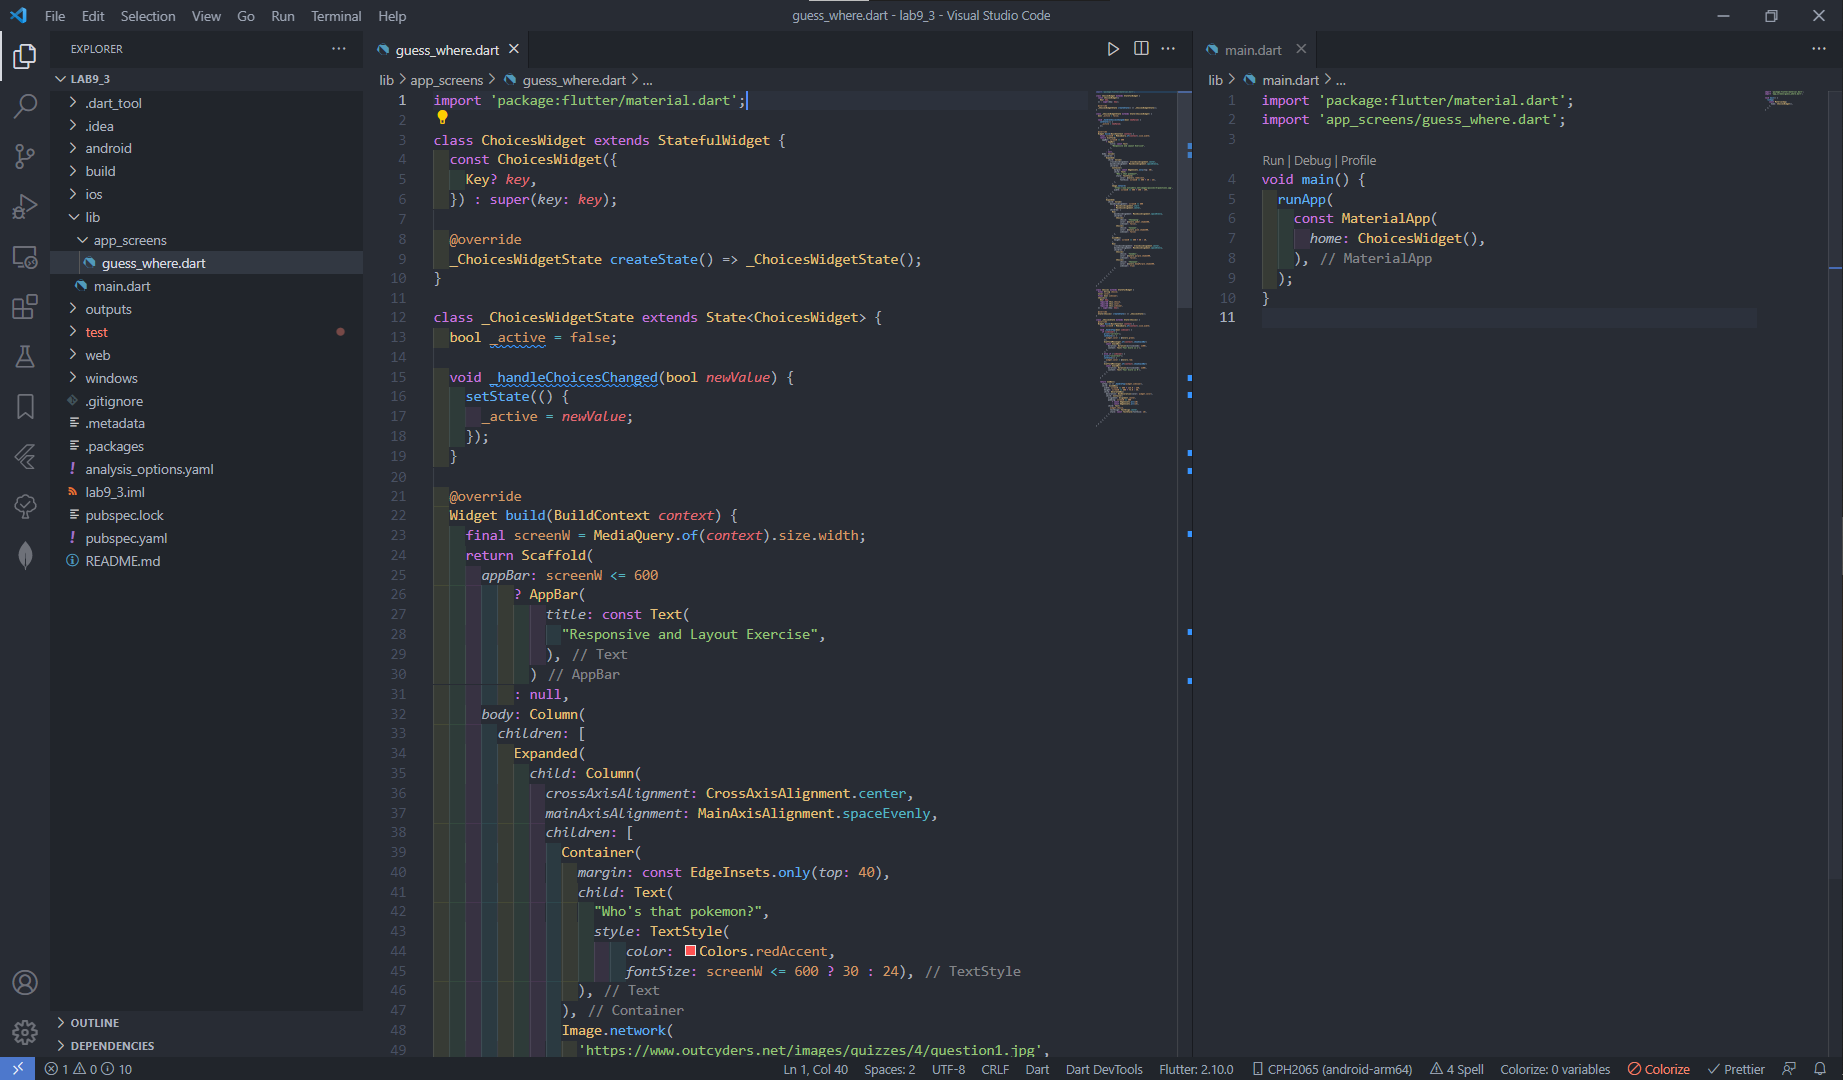 File Edit Selection View Go Run Terminal Help
guess_where.dart - lab9_3 - Visual Studio Code
EXPLORER
LAB9_3
.dart_tool
.idea
android
build
ios
lib
app_screens
guess_where.dart
main.dart
outputs
test
web
windows
.gitignore
.metadata
.packages
analysis_options.yaml
lab9_3.iml
pubspec.lock
pubspec.yaml
README.md
OUTLINE
DEPENDENCIES
guess_where.dart
lib > app_screens > guess_where.dart > ...
1 import 'package:flutter/material.dart';
2
3 class ChoicesWidget extends StatefulWidget {
4 const ChoicesWidget({
5 Key? key,
6 }) : super(key: key);
7
8 @override
9 _ChoicesWidgetState createState() => _ChoicesWidgetState();
10 }
11
12 class _ChoicesWidgetState extends State<ChoicesWidget> {
13 bool _active = false;
14
15 void _handleChoicesChanged(bool newValue) {
16 setState(() {
17 _active = newValue;
18 });
19 }
20
21 @override
22 Widget build(BuildContext context) {
23 final screenW = MediaQuery.of(context).size.width;
24 return Scaffold(
25 appBar: screenW <= 600
26 ? AppBar(
27 title: const Text(
28 "Responsive and Layout Exercise",
29 ), // Text
30 ) // AppBar
31 : null,
32 body: Column(
33 children: [
34 Expanded(
35 child: Column(
36 crossAxisAlignment: CrossAxisAlignment.center,
37 mainAxisAlignment: MainAxisAlignment.spaceEvenly,
38 children: [
39 Container(
40 margin: const EdgeInsets.only(top: 40),
41 child: Text(
42 "Who's that pokemon?",
43 style: TextStyle(
44 color: Colors.redAccent,
45 fontSize: screenW <= 600 ? 30 : 24), // TextStyle
46 ), // Text
47 ), // Container
48 Image.network(
49 'https://www.outcyders.net/images/quizzes/4/question1.jpg',
main.dart
lib > main.dart > ...
1 import 'package:flutter/material.dart';
2 import 'app_screens/guess_where.dart';
3
Run | Debug | Profile
4 void main() {
5 runApp(
6 const MaterialApp(
7 home: ChoicesWidget(),
8 ), // MaterialApp
9 );
10 }
11
1 0 10
Ln 1, Col 40 Spaces: 2 UTF-8 CRLF Dart Dart DevTools Flutter: 2.10.0 CPH2065 (android-arm64) 4 Spell Colorize: 0 variables Colorize Prettier